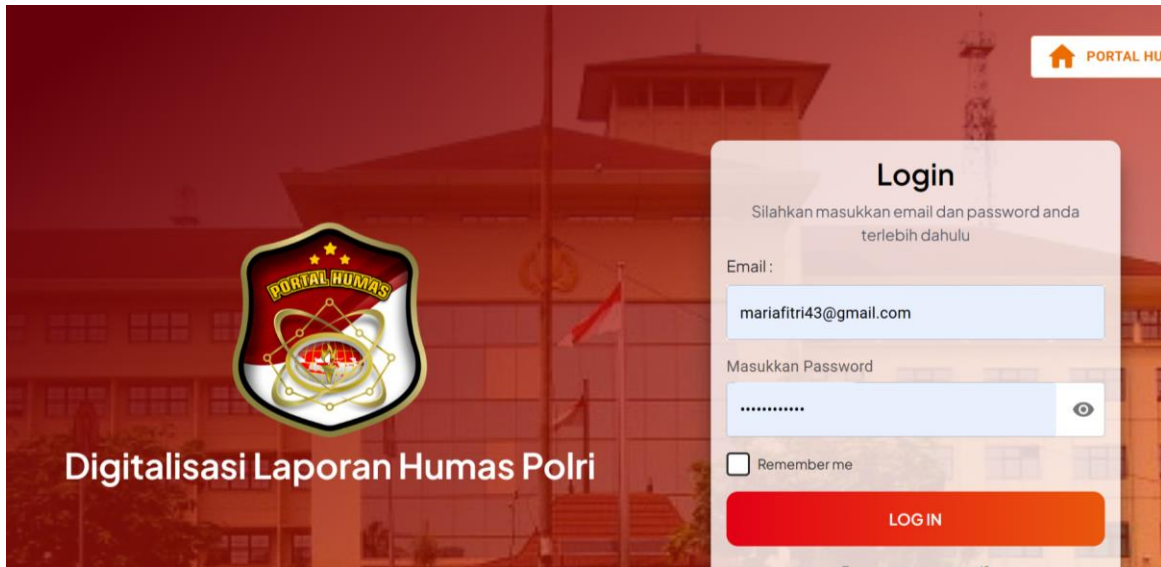 PORTAL HU
Login
Silahkan masukkan email dan password anda
terlebih dahulu
Email :
mariafitri43@gmail.com
Masukkan Password
Remember me
LOG IN
PORTAL HUMAS
Digitalisasi Laporan Humas Polri